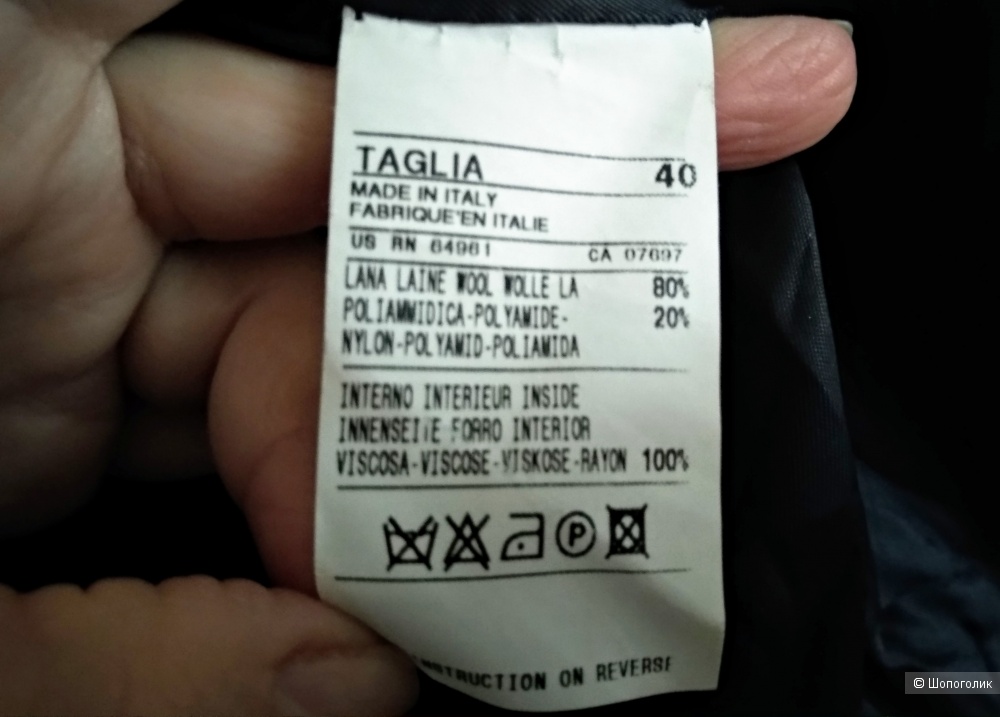 TAGLIA 40
MADE IN ITALY
FABRIQUE'EN ITALIE
US RN 64961 CA 07697
LANA LAINE WOOL WOLLE LA 80%
POLIAMMIDICA-POLYAMIDE- 20%
NYLON-POLYAMID-POLIAMIDA
INTERNO INTERIEUR INSIDE
INNENSEITE FORRO INTERIOR
VISCOSA-VISCOSE-VISKOSE-RAYON 100%
P
INSTRUCTION ON REVERSE
© Шопоголик